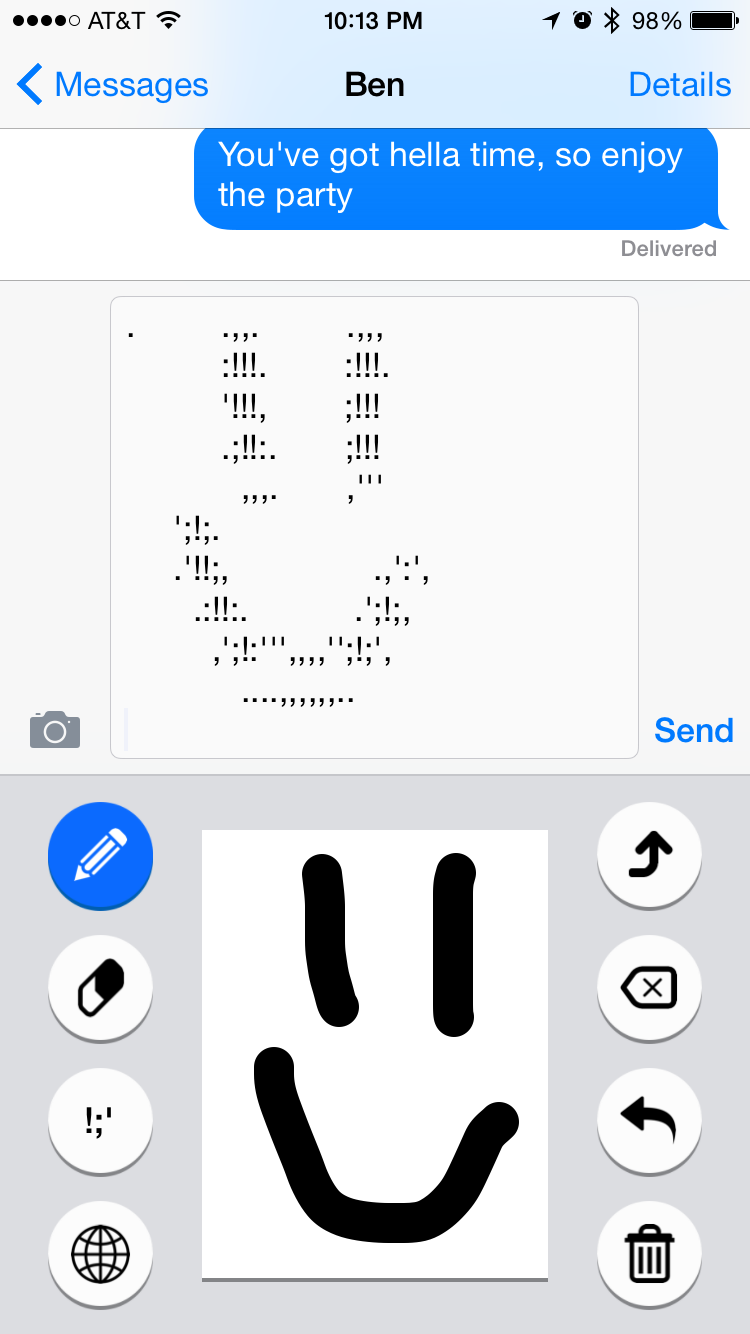 AT&T 10:13 PM 98%
Messages Ben Details
You've got hella time, so enjoy
the party
Delivered
.          .,,.          .,,,
           :!!!.         :!!!.
           '!!!,         ;!!!
           .;!!:.        ;!!!
             ,,,.        ,'''
      ';!;.
      .'!!;,                .,':',
        .:!!:.            .';!;,
          ,';!:''',,,,'';!;',
             ....,,,,,,..
Send
!;'